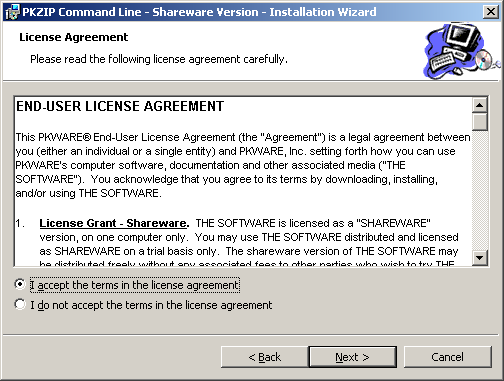 PKZIP Command Line - Shareware Version - Installation Wizard
License Agreement
Please read the following license agreement carefully.
END-USER LICENSE AGREEMENT
This PKWARE® End-User License Agreement (the "Agreement") is a legal agreement between
you (either an individual or a single entity) and PKWARE, Inc. setting forth how you can use
PKWARE's computer software, documentation and other associated media ("THE
SOFTWARE"). You acknowledge that you agree to its terms by downloading, installing,
and/or using THE SOFTWARE.
1. License Grant - Shareware. THE SOFTWARE is licensed as a "SHAREWARE"
version, on one computer only. You may use THE SOFTWARE distributed and licensed
as SHAREWARE on a trial basis only. The shareware version of THE SOFTWARE may
be distributed freely without any associated fees to other parties who wish to try THE
I accept the terms in the license agreement
I do not accept the terms in the license agreement
< Back
Next >
Cancel